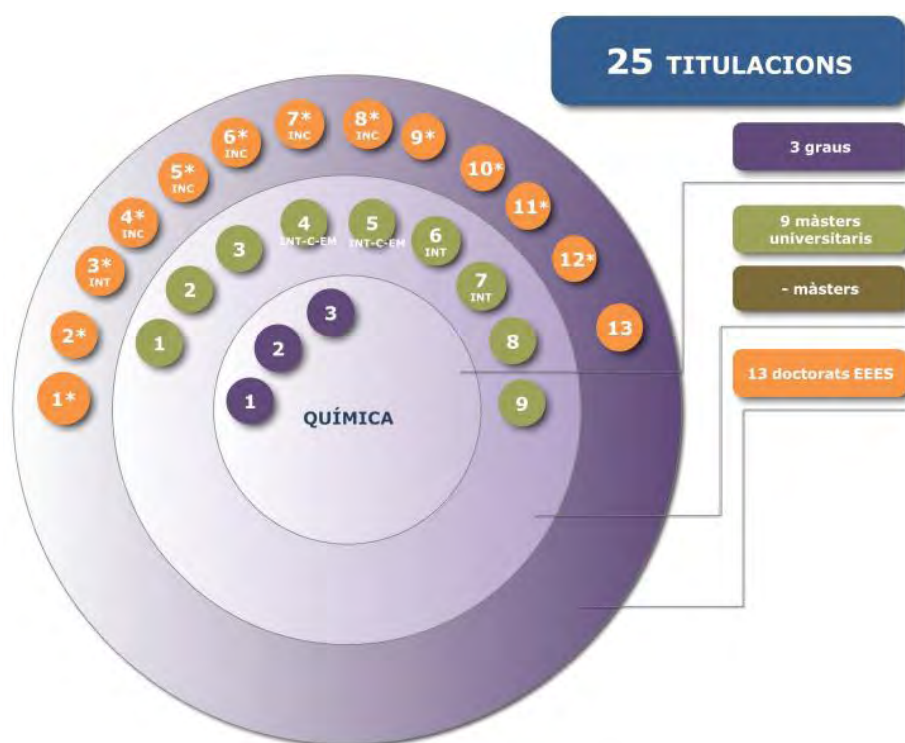 25 TITULACIONS
3 graus
9 màsters
universitaris
- màsters
13 doctorats EEES
1*
2*
3*
INT
4*
INC
5*
INC
6*
INC
7*
INC
8*
INC
9*
10*
11*
12*
13
1
2
3
4
INT-C-EM
5
INT-C-EM
6
INT
7
INT
8
9
1
2
3
QUÍMICA